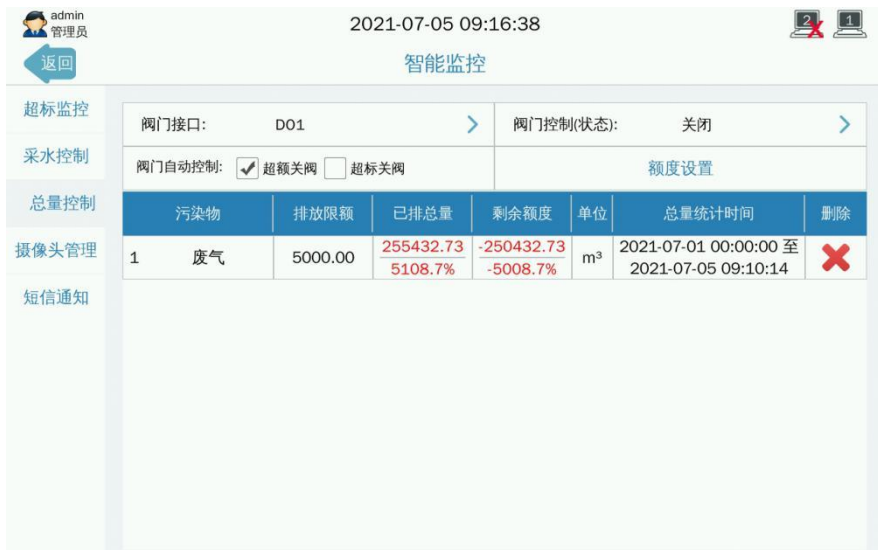 admin
管理员
2021-07-05 09:16:38
2
1
返回
智能监控
超标监控
采水控制
总量控制
摄像头管理
短信通知
阀门接口: D01
阀门控制(状态): 关闭
阀门自动控制: 超额关阀 超标关阀
额度设置
污染物 排放限额 已排总量 剩余额度 单位 总量统计时间 删除
1 废气 5000.00 255432.73 -250432.73 m³ 2021-07-01 00:00:00 至
5108.7% -5008.7% 2021-07-05 09:10:14